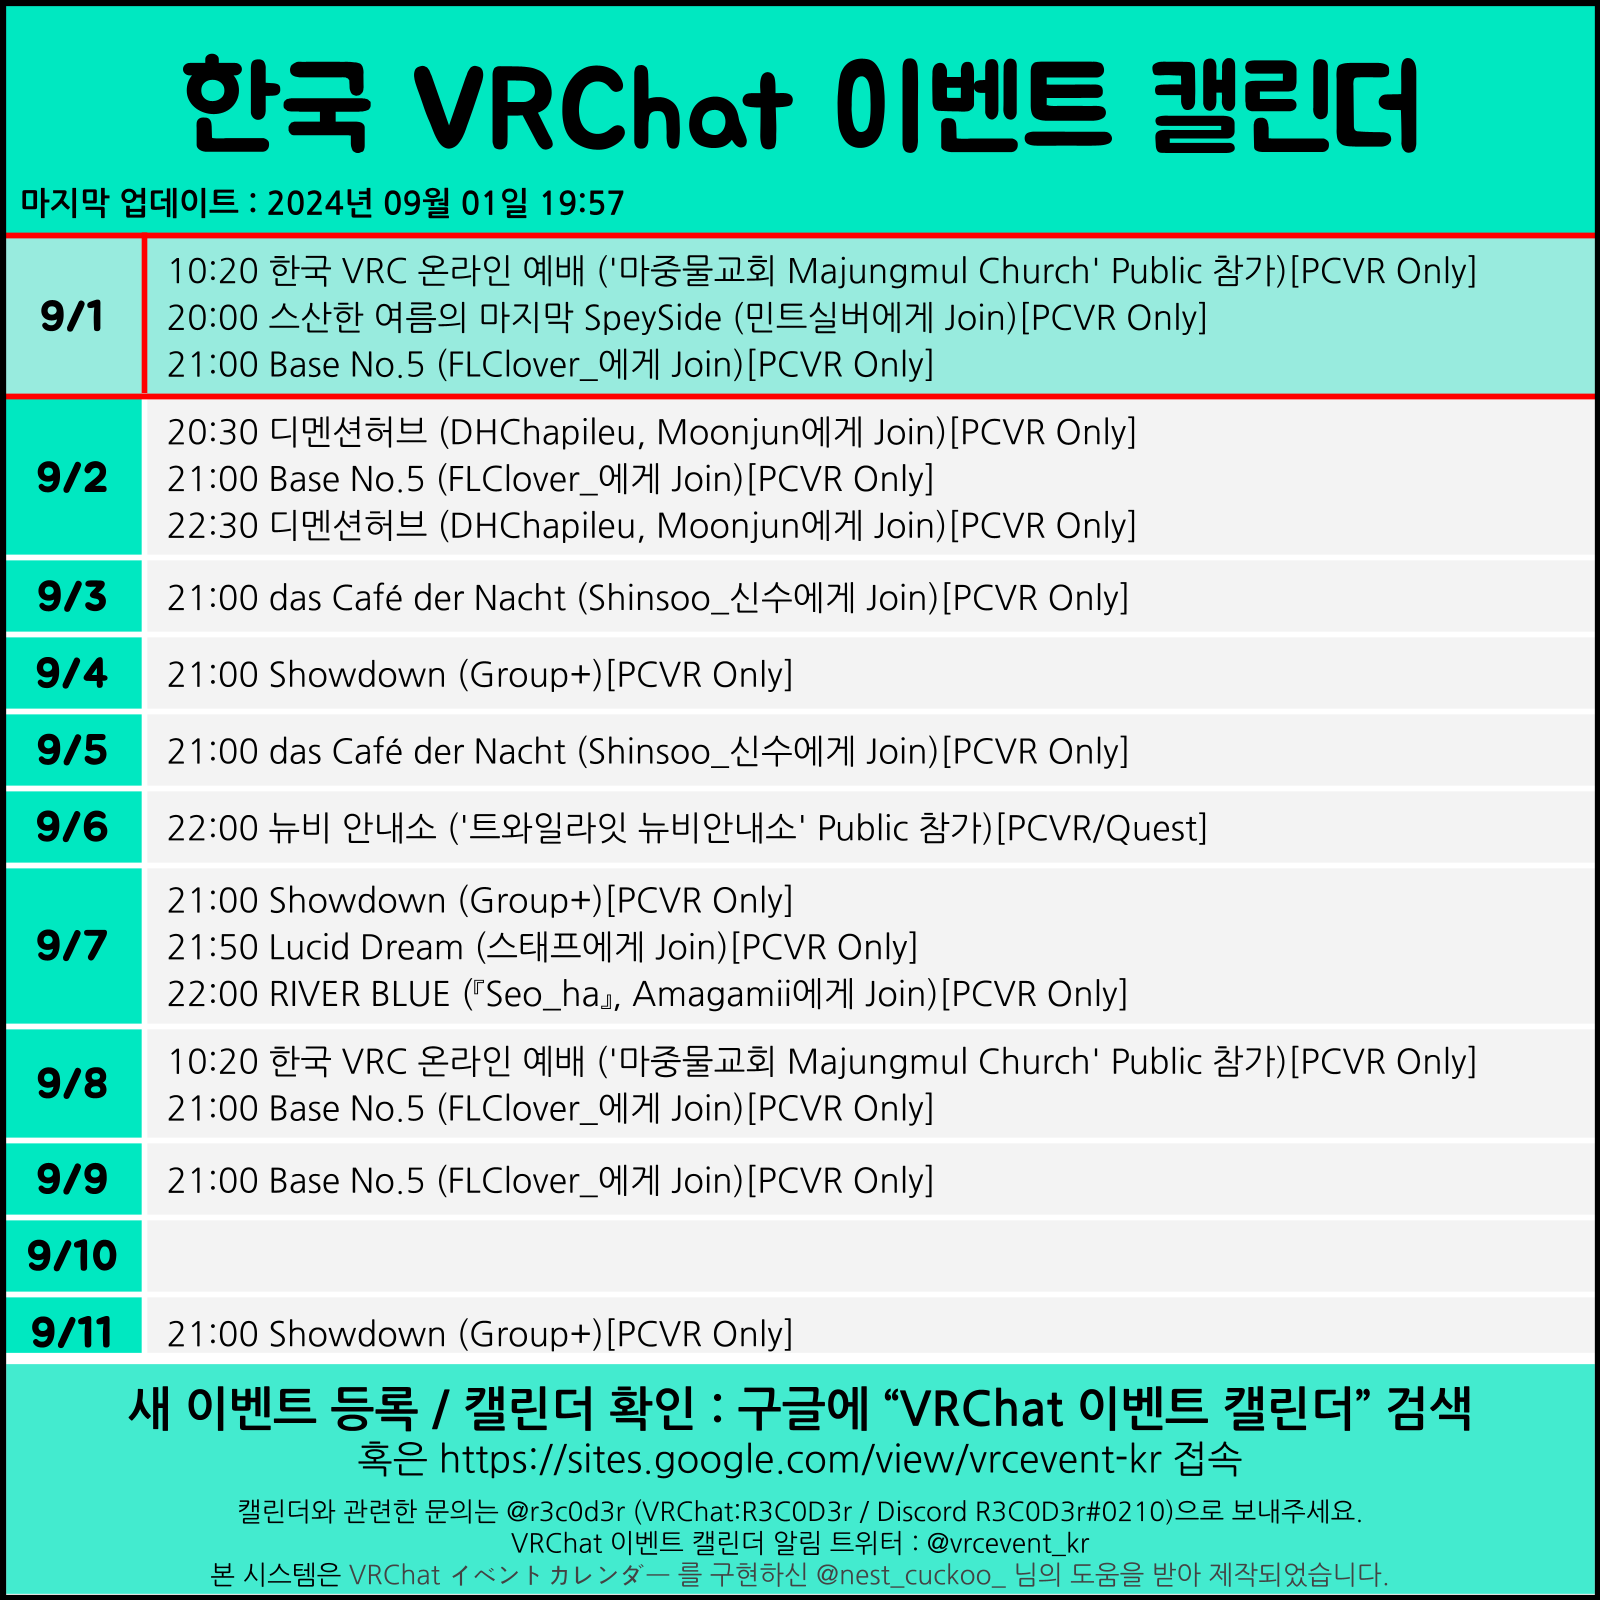 한국 VRChat 이벤트 캘린더
마지막 업데이트 : 2024년 09월 01일 19:57
9/1
10:20 한국 VRC 온라인 예배 ('마중물교회 Majungmul Church' Public 참가)[PCVR Only]
20:00 스산한 여름의 마지막 SpeySide (민트실버에게 Join)[PCVR Only]
21:00 Base No.5 (FLClover_에게 Join)[PCVR Only]
9/2
20:30 디멘션허브 (DHChapileu, Moonjun에게 Join)[PCVR Only]
21:00 Base No.5 (FLClover_에게 Join)[PCVR Only]
22:30 디멘션허브 (DHChapileu, Moonjun에게 Join)[PCVR Only]
9/3
21:00 das Café der Nacht (Shinsoo_신수에게 Join)[PCVR Only]
9/4
21:00 Showdown (Group+)[PCVR Only]
9/5
21:00 das Café der Nacht (Shinsoo_신수에게 Join)[PCVR Only]
9/6
22:00 뉴비 안내소 ('트와일라잇 뉴비안내소' Public 참가)[PCVR/Quest]
9/7
21:00 Showdown (Group+)[PCVR Only]
21:50 Lucid Dream (스태프에게 Join)[PCVR Only]
22:00 RIVER BLUE (『Seo_ha』, Amagamii에게 Join)[PCVR Only]
9/8
10:20 한국 VRC 온라인 예배 ('마중물교회 Majungmul Church' Public 참가)[PCVR Only]
21:00 Base No.5 (FLClover_에게 Join)[PCVR Only]
9/9
21:00 Base No.5 (FLClover_에게 Join)[PCVR Only]
9/10
9/11
21:00 Showdown (Group+)[PCVR Only]
새 이벤트 등록 / 캘린더 확인 : 구글에 “VRChat 이벤트 캘린더” 검색
혹은 https://sites.google.com/view/vrcevent-kr 접속
캘린더와 관련한 문의는 @r3c0d3r (VRChat:R3C0D3r / Discord R3C0D3r#0210)으로 보내주세요.
VRChat 이벤트 캘린더 알림 트위터 : @vrcevent_kr
본 시스템은 VRChat イベントカレンダー 를 구현하신 @nest_cuckoo_ 님의 도움을 받아 제작되었습니다.